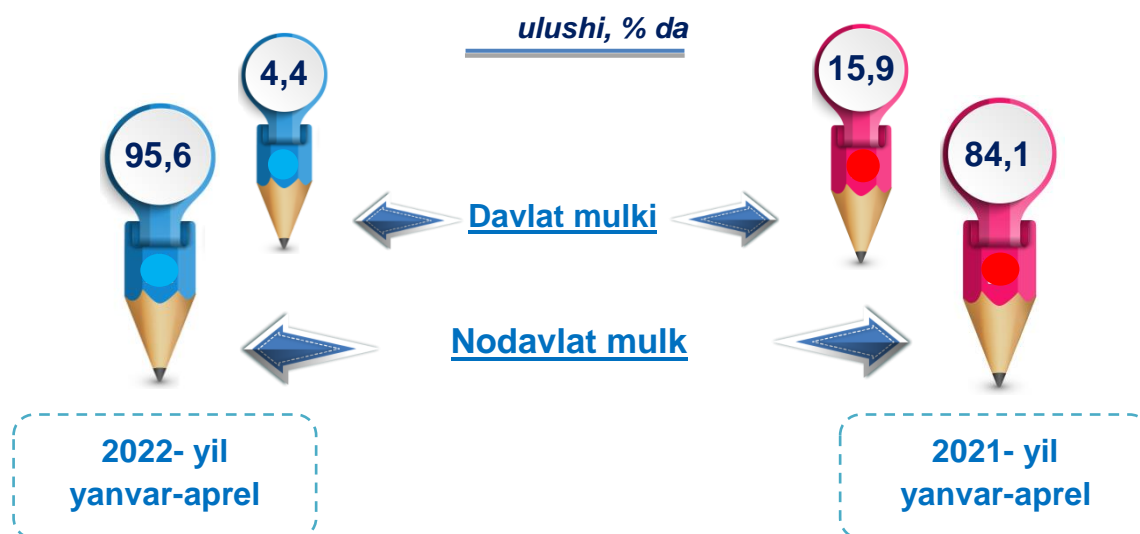 ulushi, % da
4,4
15,9
95,6
84,1
Davlat mulki
Nodavlat mulk
2022- yil
yanvar-aprel
2021- yil
yanvar-aprel